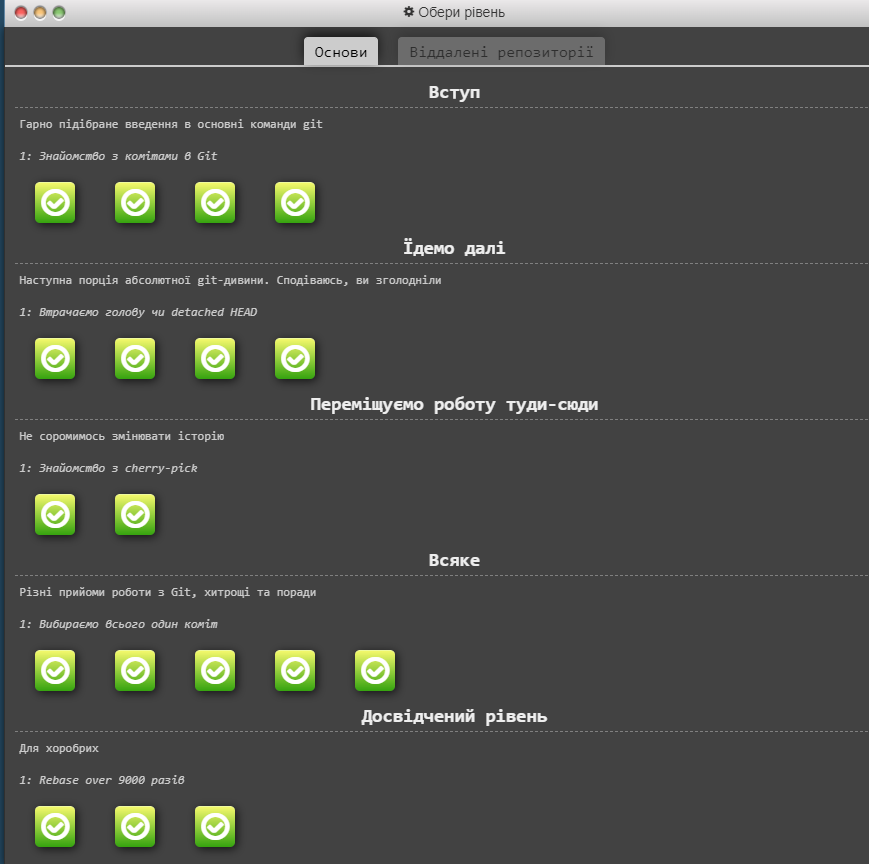 Обери рівень
Основи
Віддалені репозиторії
Вступ
Гарно підібране введення в основні команди git
1: Знайомство з комітами в Git
Їдемо далі
Наступна порція абсолютної git-дивини. Сподіваюсь, ви зголодніли
1: Втрачаємо голову чи detached HEAD
Переміщуємо роботу туди-сюди
Не соромимось змінювати історію
1: Знайомство з cherry-pick
Всяке
Різні прийоми роботи з Git, хитрощі та поради
1: Вибираємо всього один коміт
Досвідчений рівень
Для хоробрих
1: Rebase over 9000 разів